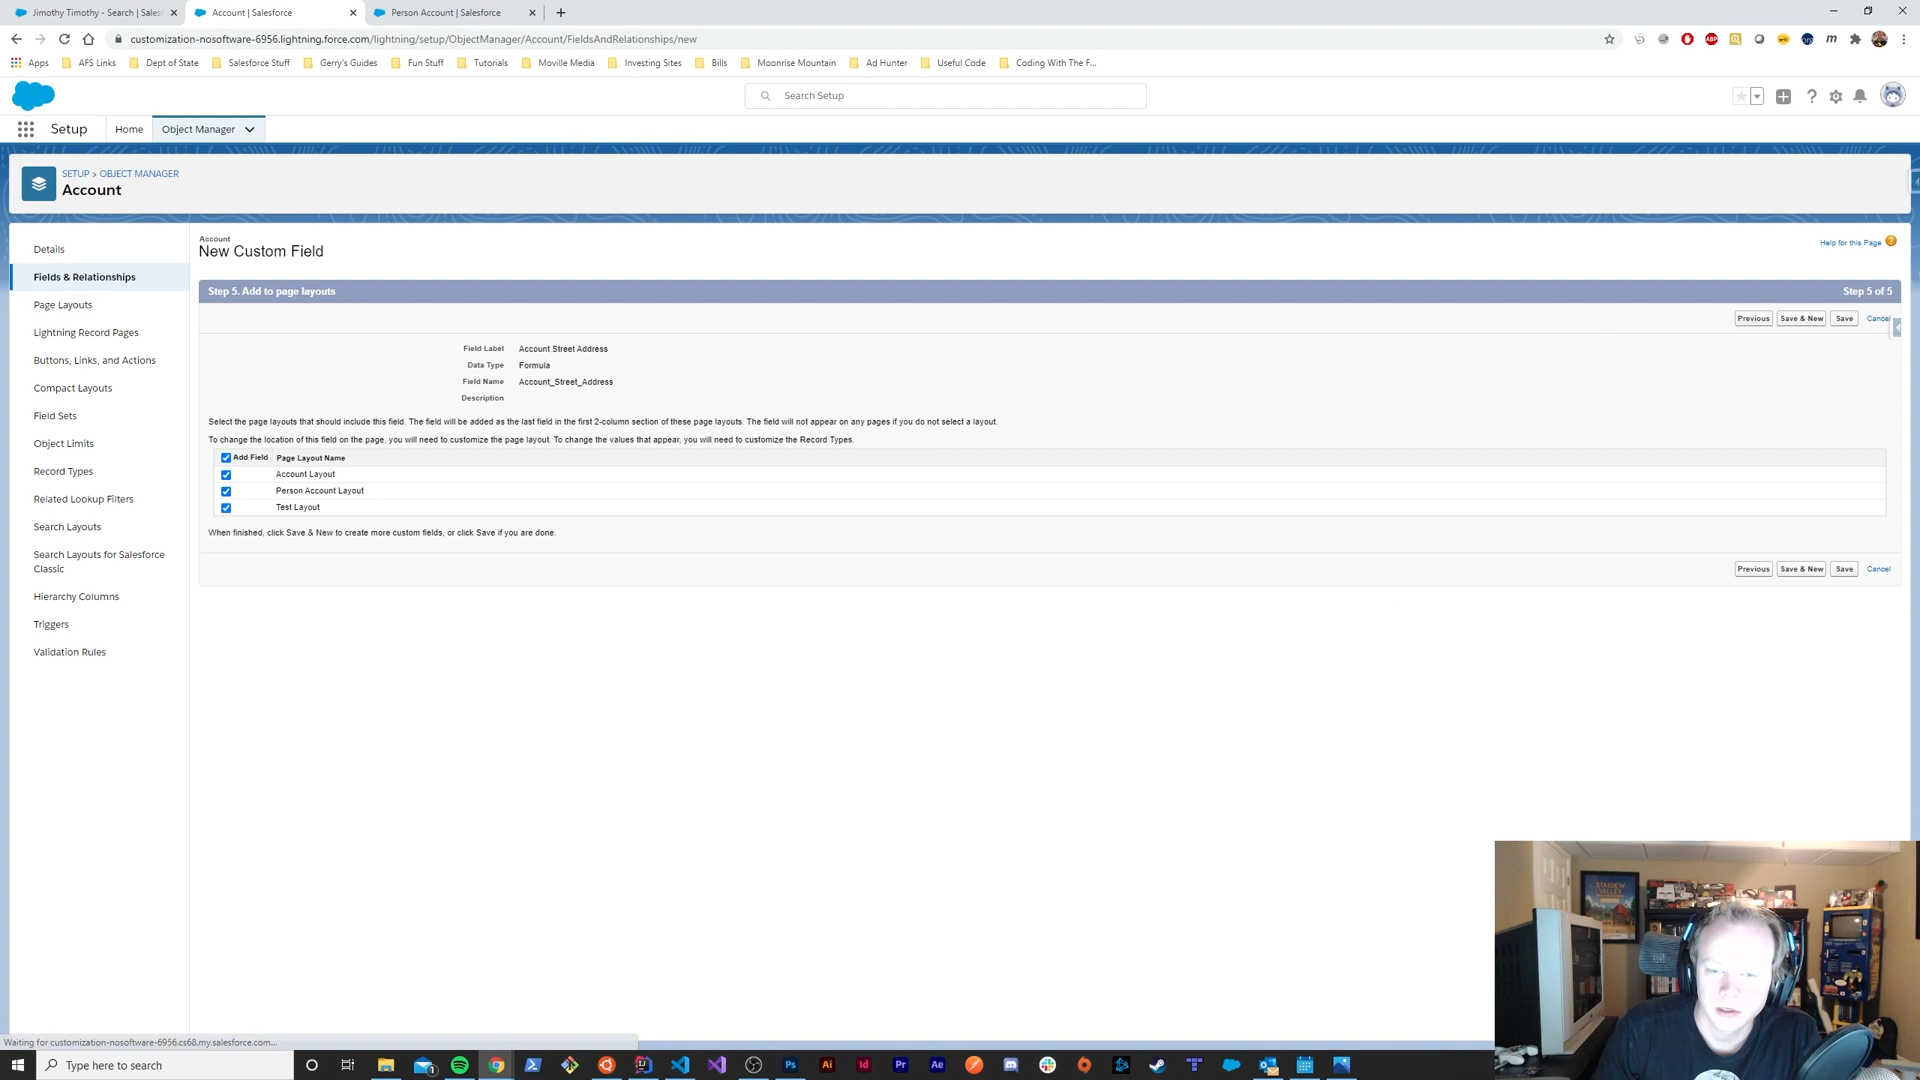 Jimothy Timothy - Search | Sales
Account | Salesforce
Person Account | Salesforce
customization-nosoftware-6956.lightning.force.com/lightning/setup/ObjectManager/Account/FieldsAndRelationships/new
Apps
AFS Links
Dept of State
Salesforce Stuff
Gerry's Guides
Fun Stuff
Tutorials
Moville Media
Investing Sites
Bills
Moonrise Mountain
Ad Hunter
Useful Code
Coding With The F...
Search Setup
Setup
Home
Object Manager
SETUP > OBJECT MANAGER
Account
Details
Fields & Relationships
Page Layouts
Lightning Record Pages
Buttons, Links, and Actions
Compact Layouts
Field Sets
Object Limits
Record Types
Related Lookup Filters
Search Layouts
Search Layouts for Salesforce
Classic
Hierarchy Columns
Triggers
Validation Rules
Account
New Custom Field
Help for this Page
Step 5. Add to page layouts
Step 5 of 5
Previous
Save & New
Save
Cancel
Field Label Account Street Address
Data Type Formula
Field Name Account_Street_Address
Description
Select the page layouts that should include this field. The field will be added as the last field in the first 2-column section of these page layouts. The field will not appear on any pages if you do not select a layout.
To change the location of this field on the page, you will need to customize the page layout. To change the values that appear, you will need to customize the Record Types.
Add Field Page Layout Name
Account Layout
Person Account Layout
Test Layout
When finished, click Save & New to create more custom fields, or click Save if you are done.
Previous
Save & New
Save
Cancel
STARDEW
VALLEY
Waiting for customization-nosoftware-6956.cs68.my.salesforce.com...
Type here to search